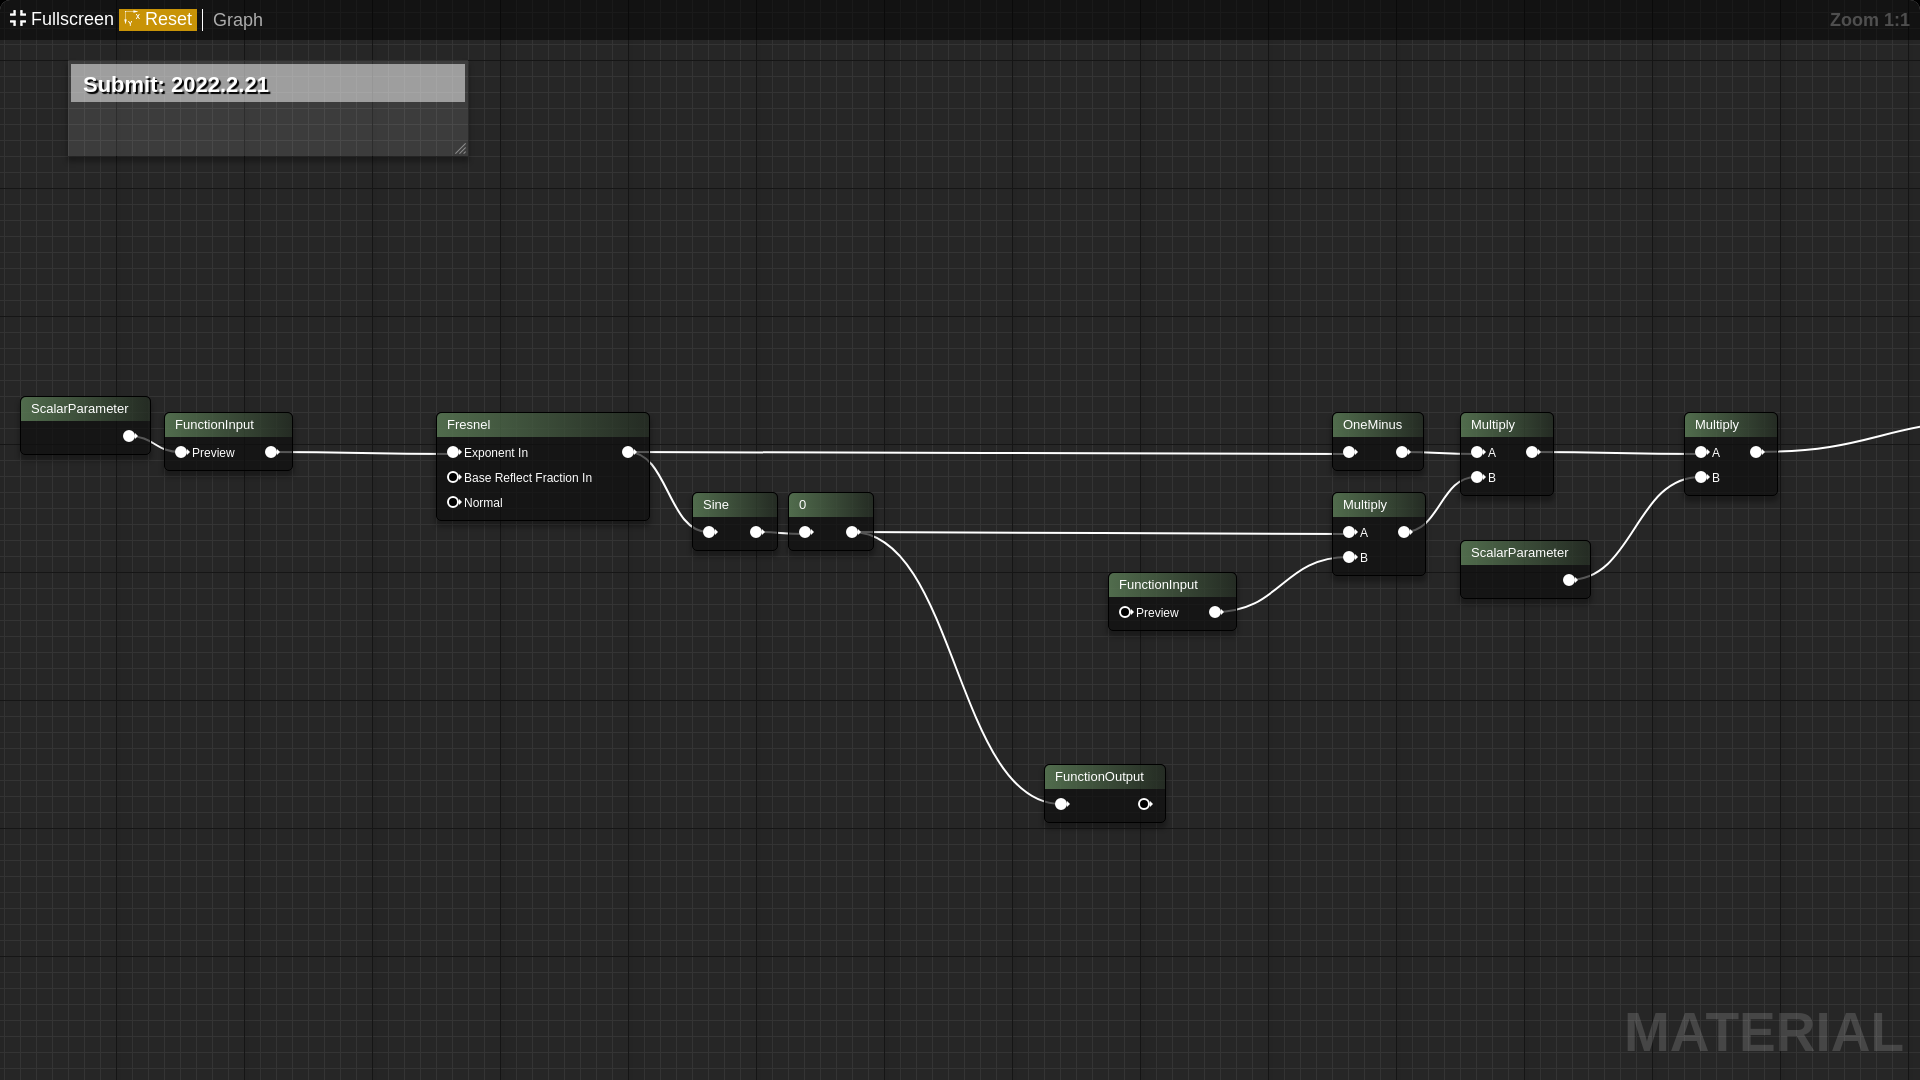 Fullscreen Reset Graph Zoom 1:1
Submit: 2022.2.21
ScalarParameter
FunctionInput
Preview
Fresnel
Exponent In
Base Reflect Fraction In
Normal
Sine
0
OneMinus
Multiply
A
B
Multiply
A
B
Multiply
A
B
ScalarParameter
FunctionInput
Preview
FunctionOutput
MATERIAL